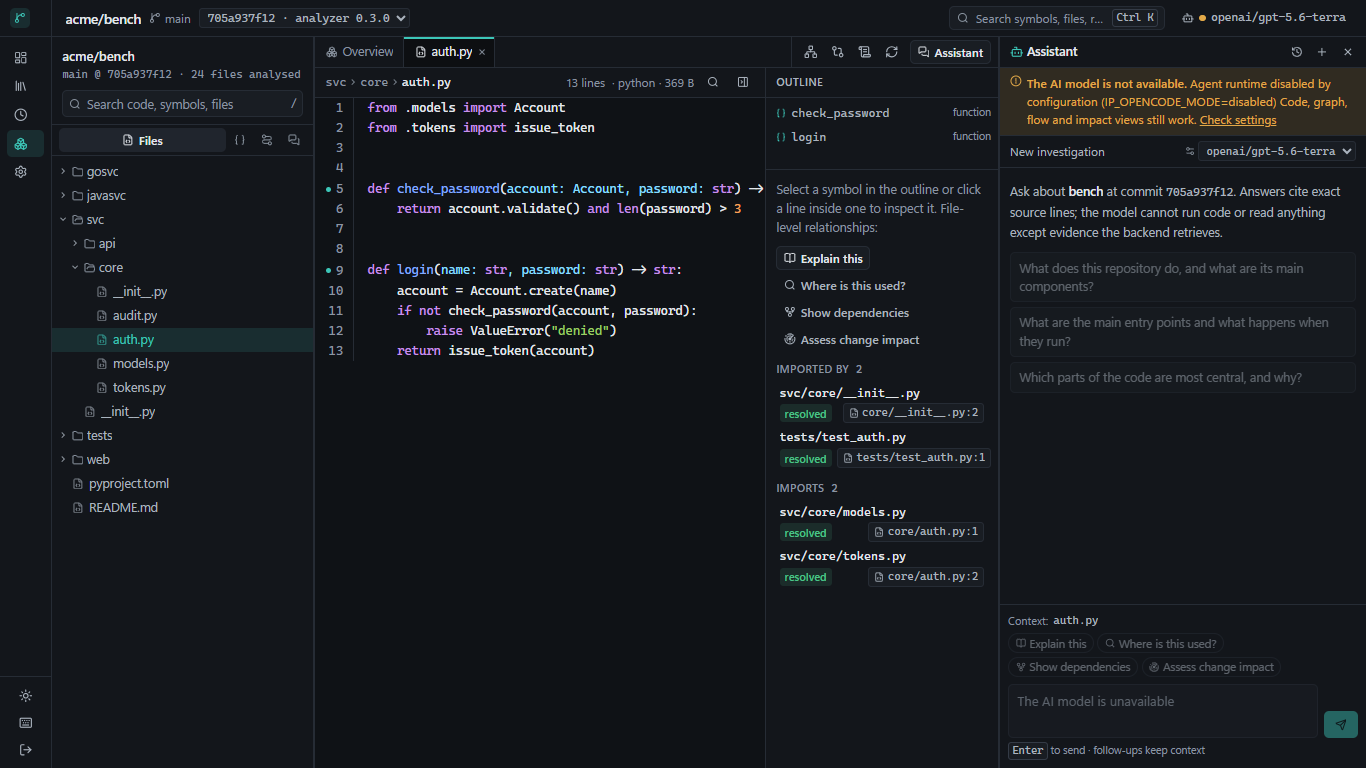 acme/bench main 705a937f12 · analyzer 0.3.0 Search symbols, files, r... Ctrl K openai/gpt-5.6-terra
acme/bench
main @ 705a937f12 · 24 files analysed
Search code, symbols, files /
Files
gosvc
javasvc
svc
api
core
__init__.py
audit.py
auth.py
models.py
tokens.py
__init__.py
tests
web
pyproject.toml
README.md
Overview auth.py × Assistant
svc › core › auth.py 13 lines · python · 369 B
1 from .models import Account
2 from .tokens import issue_token
3
4
5 def check_password(account: Account, password: str) ->
6 return account.validate() and len(password) > 3
7
8
9 def login(name: str, password: str) -> str:
10 account = Account.create(name)
11 if not check_password(account, password):
12 raise ValueError("denied")
13 return issue_token(account)
OUTLINE
check_password function
login function
Select a symbol in the outline or click
a line inside one to inspect it. File-
level relationships:
Explain this
Where is this used?
Show dependencies
Assess change impact
IMPORTED BY 2
svc/core/__init__.py
resolved core/__init__.py:2
tests/test_auth.py
resolved tests/test_auth.py:1
IMPORTS 2
svc/core/models.py
resolved core/auth.py:1
svc/core/tokens.py
resolved core/auth.py:2
Assistant
The AI model is not available. Agent runtime disabled by
configuration (IP_OPENCODE_MODE=disabled) Code, graph,
flow and impact views still work. Check settings
New investigation openai/gpt-5.6-terra
Ask about bench at commit 705a937f12. Answers cite exact
source lines; the model cannot run code or read anything
except evidence the backend retrieves.
What does this repository do, and what are its main
components?
What are the main entry points and what happens when
they run?
Which parts of the code are most central, and why?
Context: auth.py
Explain this Where is this used?
Show dependencies Assess change impact
The AI model is unavailable
Enter to send · follow-ups keep context